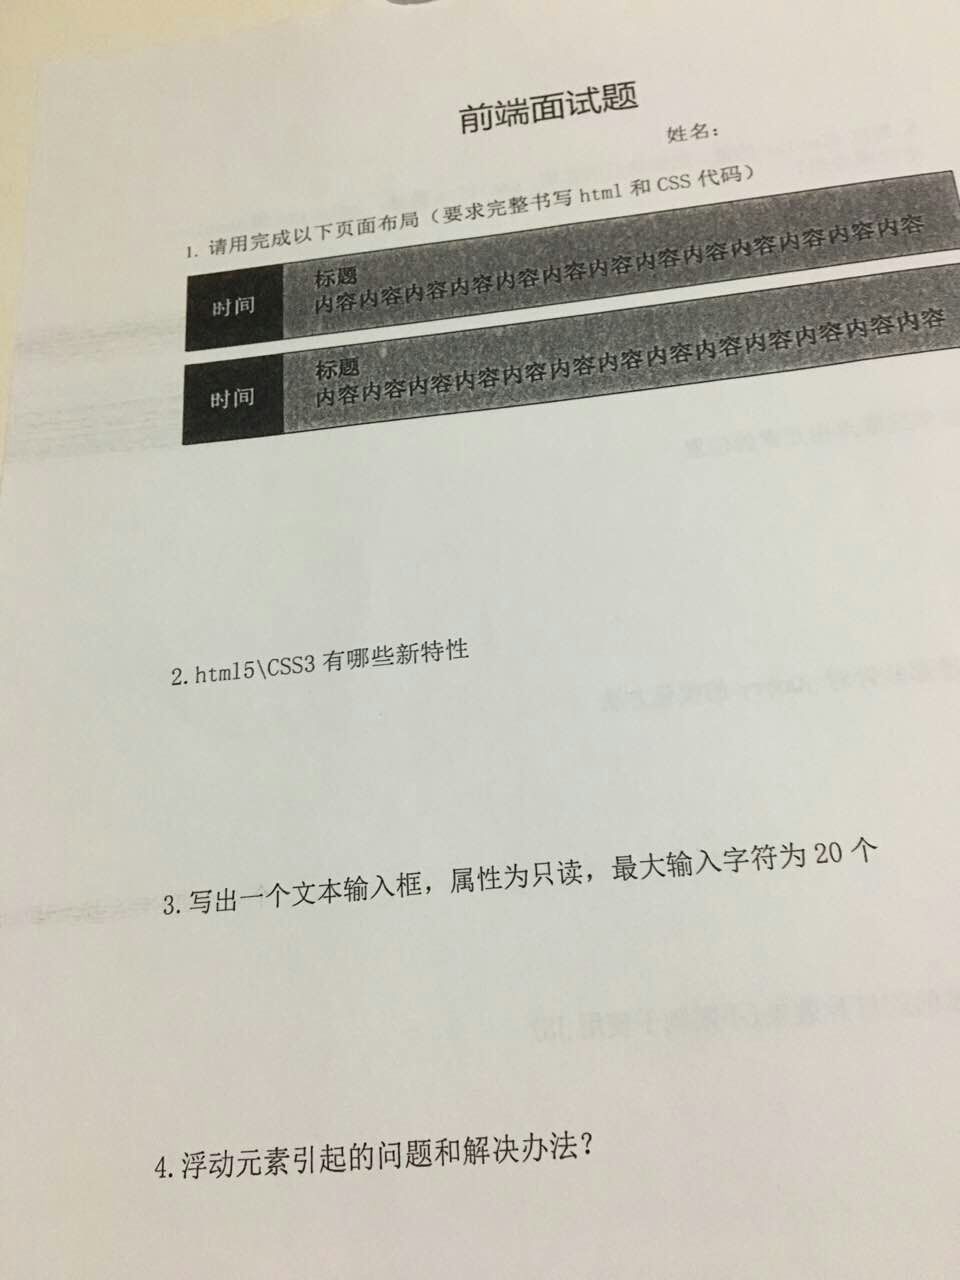 前端面试题
姓名：
1. 请用完成以下页面布局（要求完整书写 html 和 CSS 代码）
时间
标题
内容内容内容内容内容内容内容内容内容内容内容内容内容
时间
标题
内容内容内容内容内容内容内容内容内容内容内容内容内容
2.html5\CSS3 有哪些新特性
3.写出一个文本输入框，属性为只读，最大输入字符为 20 个
4.浮动元素引起的问题和解决办法？